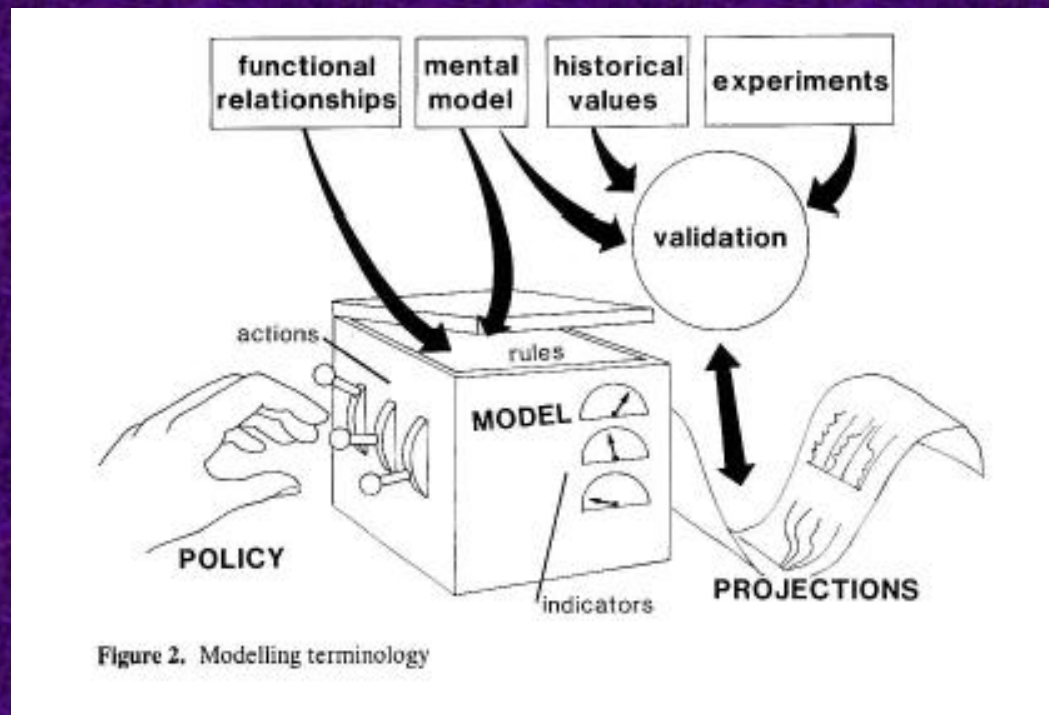 functional
relationships
mental
model
historical
values
experiments
validation
actions
rules
MODEL
POLICY
indicators
PROJECTIONS
Figure 2. Modelling terminology